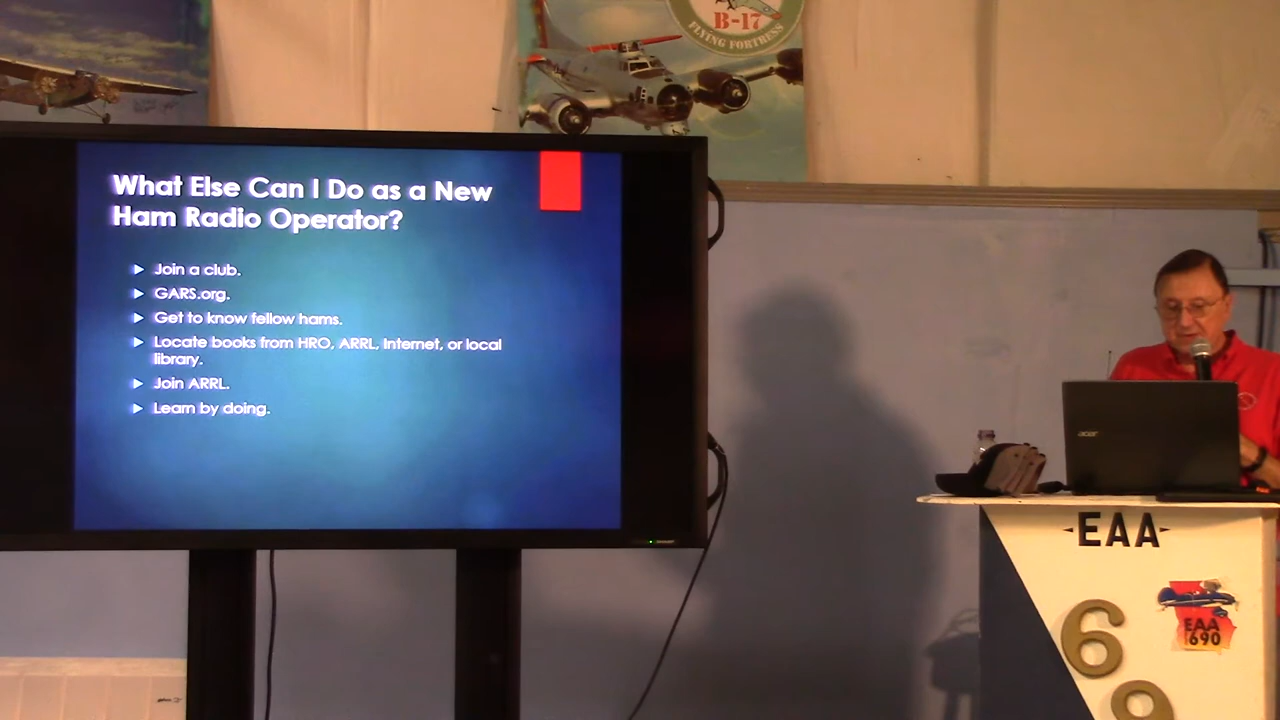 B-17
FLYING FORTRESS
What Else Can I Do as a New
Ham Radio Operator?
Join a club.
GARS.org.
Get to know fellow hams.
Locate books from HRO, ARRL, Internet, or local
library.
Join ARRL.
Learn by doing.
acer
EAA
EAA
690
6
9